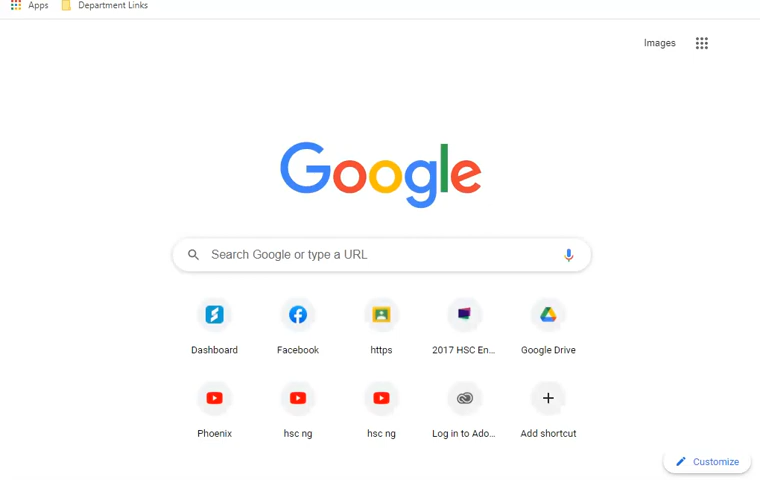 Apps Department Links
Images
Google
Search Google or type a URL
Dashboard Facebook https 2017 HSC En... Google Drive
Phoenix hsc ng hsc ng Log in to Ado... Add shortcut
Customize